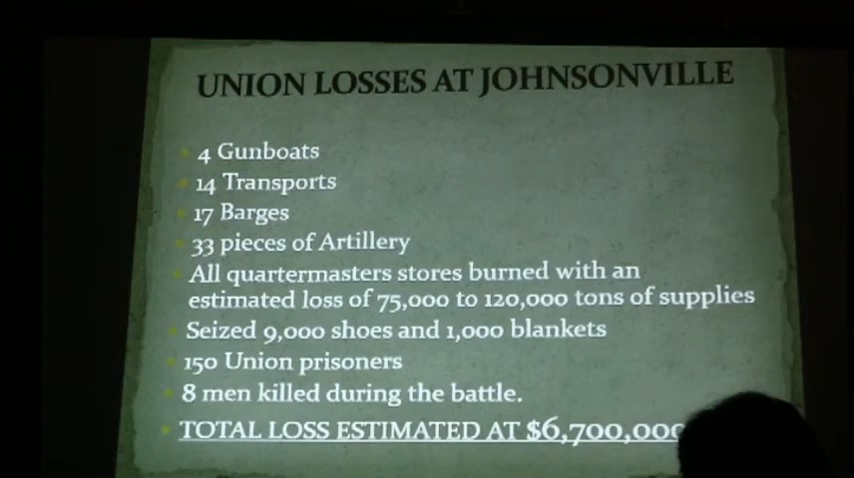 UNION LOSSES AT JOHNSONVILLE
4 Gunboats
14 Transports
17 Barges
33 pieces of Artillery
All quartermasters stores burned with an
estimated loss of 75,000 to 120,000 tons of supplies
Seized 9,000 shoes and 1,000 blankets
150 Union prisoners
8 men killed during the battle.
TOTAL LOSS ESTIMATED AT $6,700,000